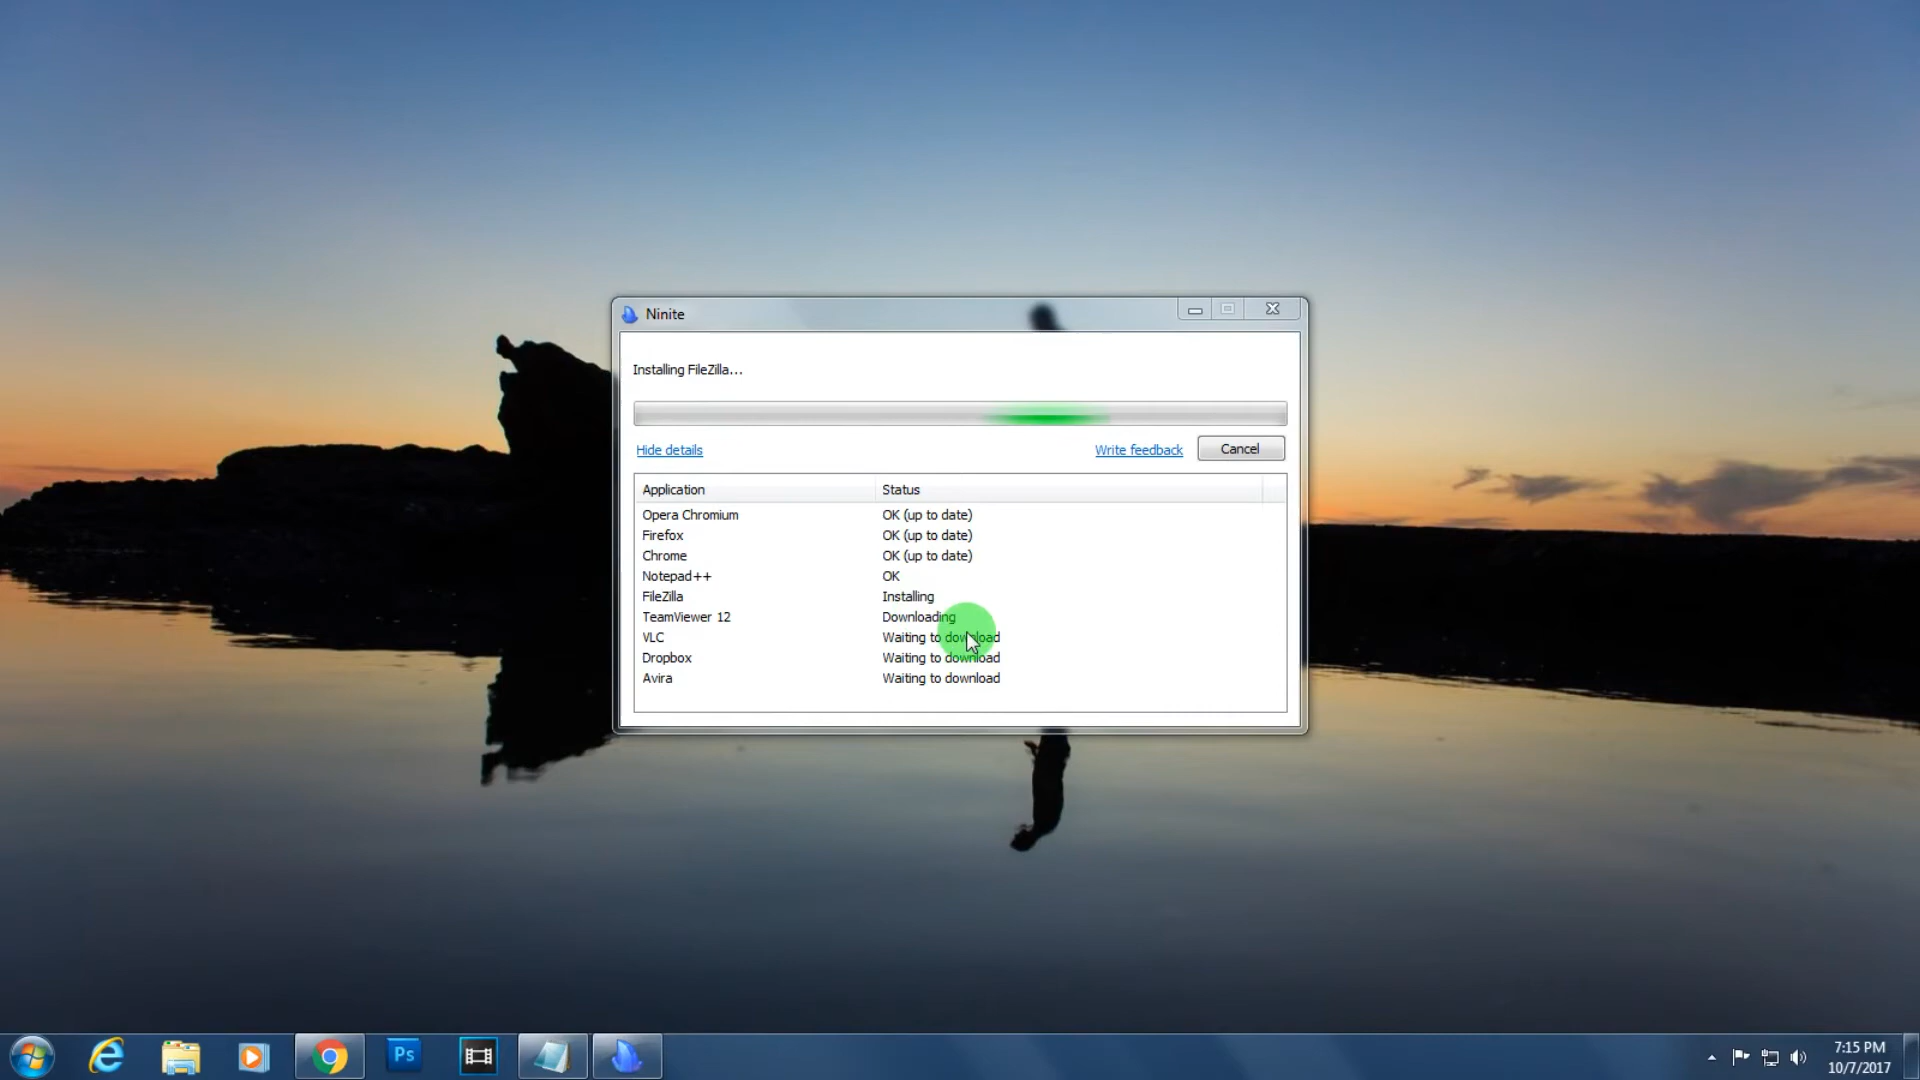 Ninite
Installing FileZilla...
Hide details Write feedback Cancel
Application Status
Opera Chromium OK (up to date)
Firefox OK (up to date)
Chrome OK (up to date)
Notepad++ OK
FileZilla Installing
TeamViewer 12 Downloading
VLC Waiting to download
Dropbox Waiting to download
Avira Waiting to download
Ps
7:15 PM
10/7/2017